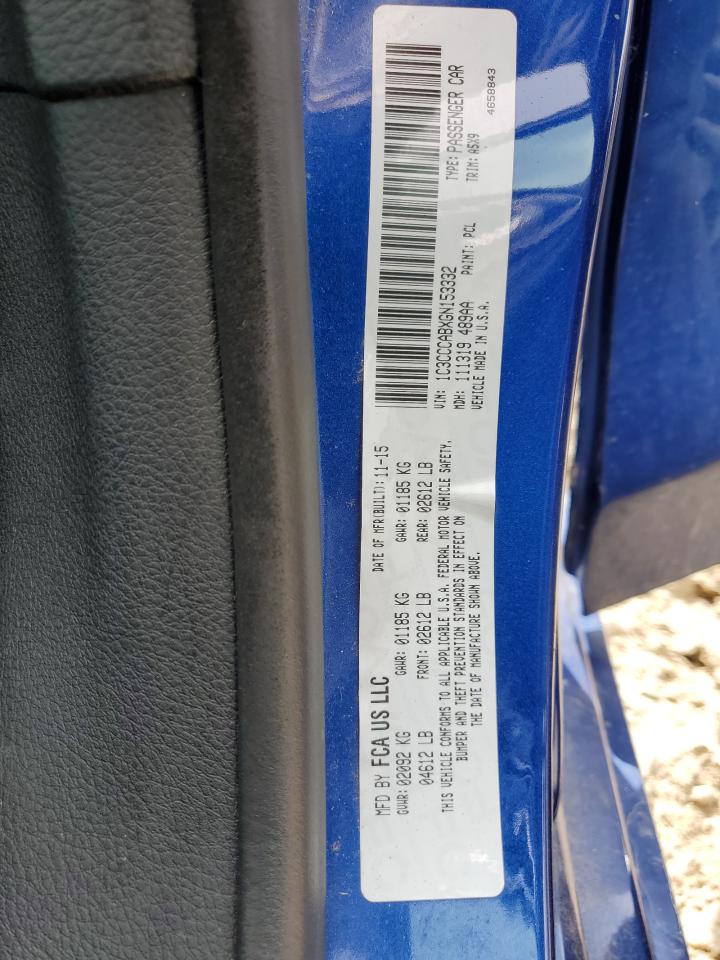 MFD BY FCA US LLC
DATE OF MFR(BUILT): 11-15
GVWR: 02092 KG
GAWR: 01185 KG
GAWR: 01185 KG
04612 LB
FRONT: 02612 LB
REAR: 02612 LB
THIS VEHICLE CONFORMS TO ALL APPLICABLE U.S.A. FEDERAL MOTOR VEHICLE SAFETY,
BUMPER AND THEFT PREVENTION STANDARDS IN EFFECT ON
THE DATE OF MANUFACTURE SHOWN ABOVE.
VIN: 1C3CCCABXGN153332
TYPE: PASSENGER CAR
MDH: 111319 489AA
PAINT: PCL
TRIM: A5X9
VEHICLE MADE IN U.S.A.
4658843